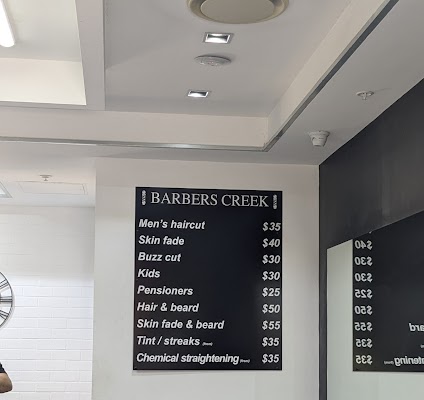 BARBERS CREEK
Men's haircut $35
Skin fade $40
Buzz cut $30
Kids $30
Pensioners $25
Hair & beard $50
Skin fade & beard $55
Tint / streaks $35
Chemical straightening $35